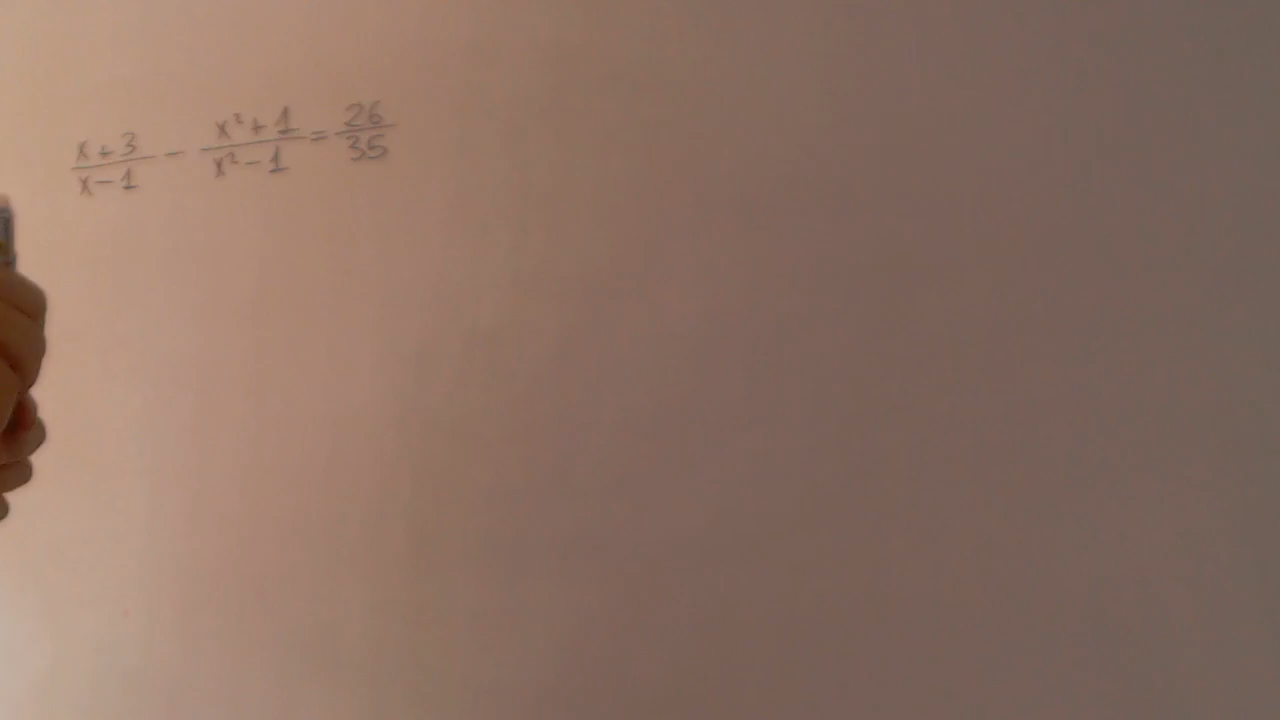 (x+3)/(x-1) - (x²+1)/(x²-1) = 26/35